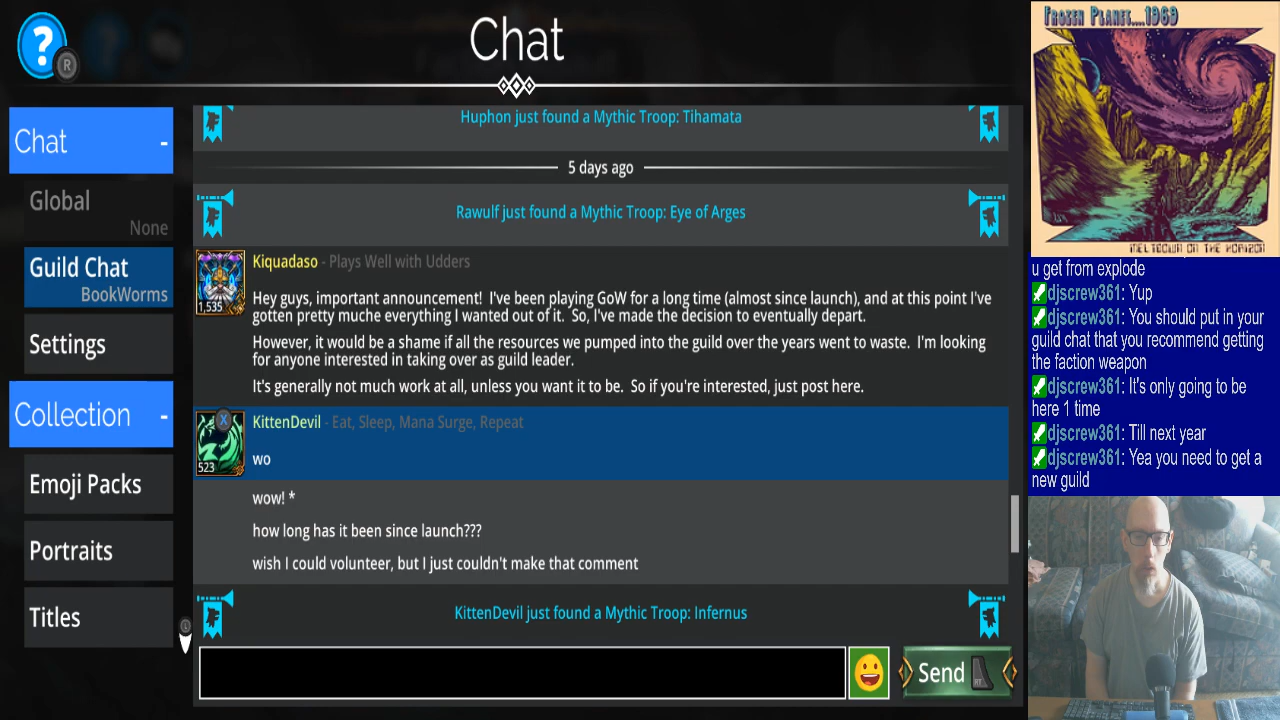 Chat
?
R
Chat -
Global
None
Guild Chat
BookWorms
Settings
Collection -
Emoji Packs
Portraits
Titles
L
Huphon just found a Mythic Troop: Tihamata
5 days ago
Rawulf just found a Mythic Troop: Eye of Arges
Kiquadaso - Plays Well with Udders
1,535
Hey guys, important announcement! I've been playing GoW for a long time (almost since launch), and at this point I've
gotten pretty muche everything I wanted out of it. So, I've made the decision to eventually depart.
However, it would be a shame if all the resources we pumped into the guild over the years went to waste. I'm looking
for anyone interested in taking over as guild leader.
It's generally not much work at all, unless you want it to be. So if you're interested, just post here.
X
KittenDevil - Eat, Sleep, Mana Surge, Repeat
523
wo
wow! *
how long has it been since launch???
wish I could volunteer, but I just couldn't make that comment
KittenDevil just found a Mythic Troop: Infernus
Send
RT
Frozen Planet....1969
Meltdown on the Horizon
u get from explode
djscrew361: Yup
djscrew361: You should put in your
guild chat that you recommend getting
the faction weapon
djscrew361: It's only going to be
here 1 time
djscrew361: Till next year
djscrew361: Yea you need to get a
new guild